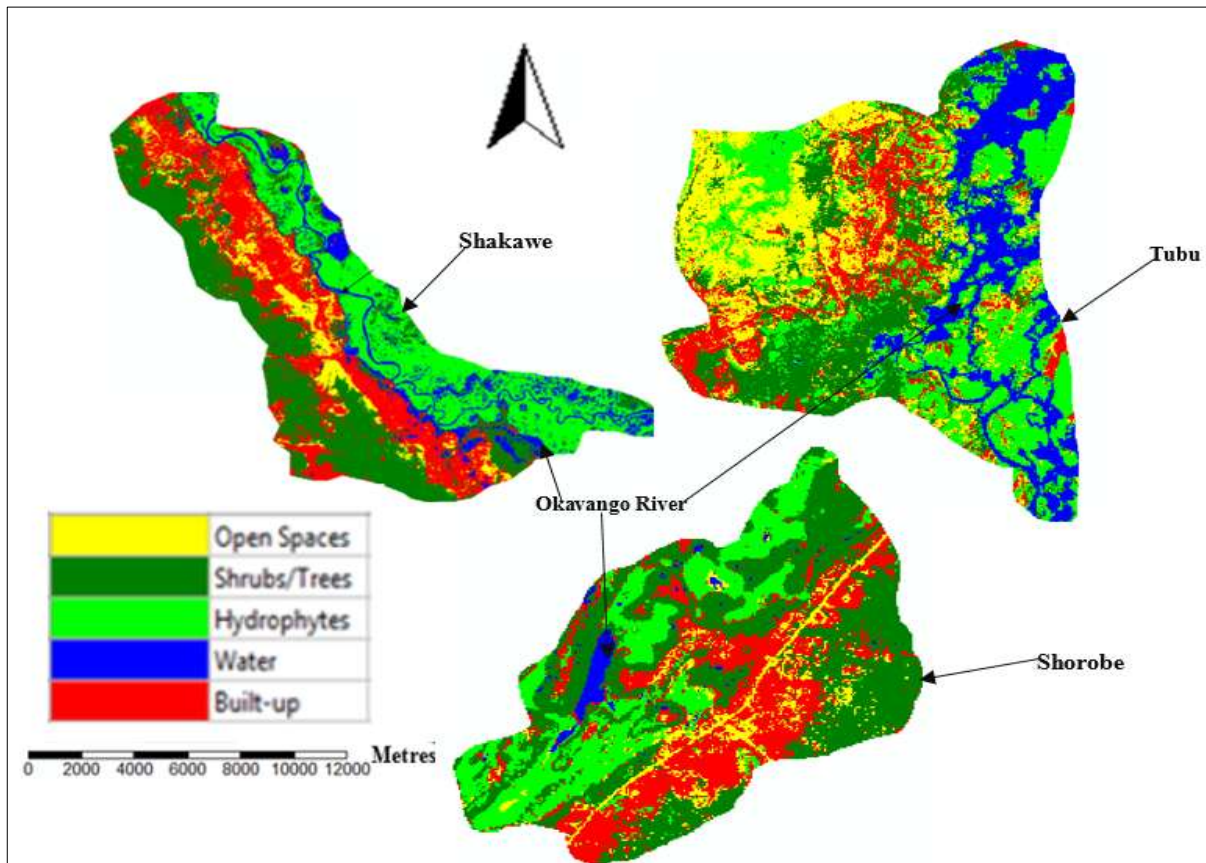 Shakawe
Tubu
Okavango River
Open Spaces
Shrubs/Trees
Hydrophytes
Water
Built-up
Shorobe
Metres
0 2000 4000 6000 8000 10000 12000